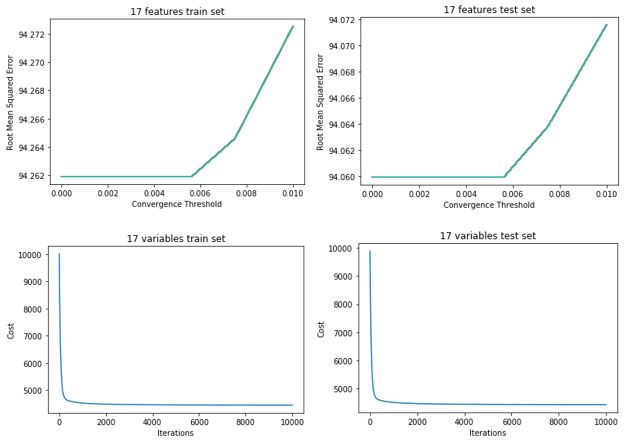 17 features train set
Root Mean Squared Error
94.272
94.270
94.268
94.266
94.264
94.262
0.000 0.002 0.004 0.006 0.008 0.010
Convergence Threshold
17 features test set
Root Mean Squared Error
94.072
94.070
94.068
94.066
94.064
94.062
94.060
0.000 0.002 0.004 0.006 0.008 0.010
Convergence Threshold
17 variables train set
Cost
10000
9000
8000
7000
6000
5000
0 2000 4000 6000 8000 10000
Iterations
17 variables test set
Cost
10000
9000
8000
7000
6000
5000
0 2000 4000 6000 8000 10000
Iterations